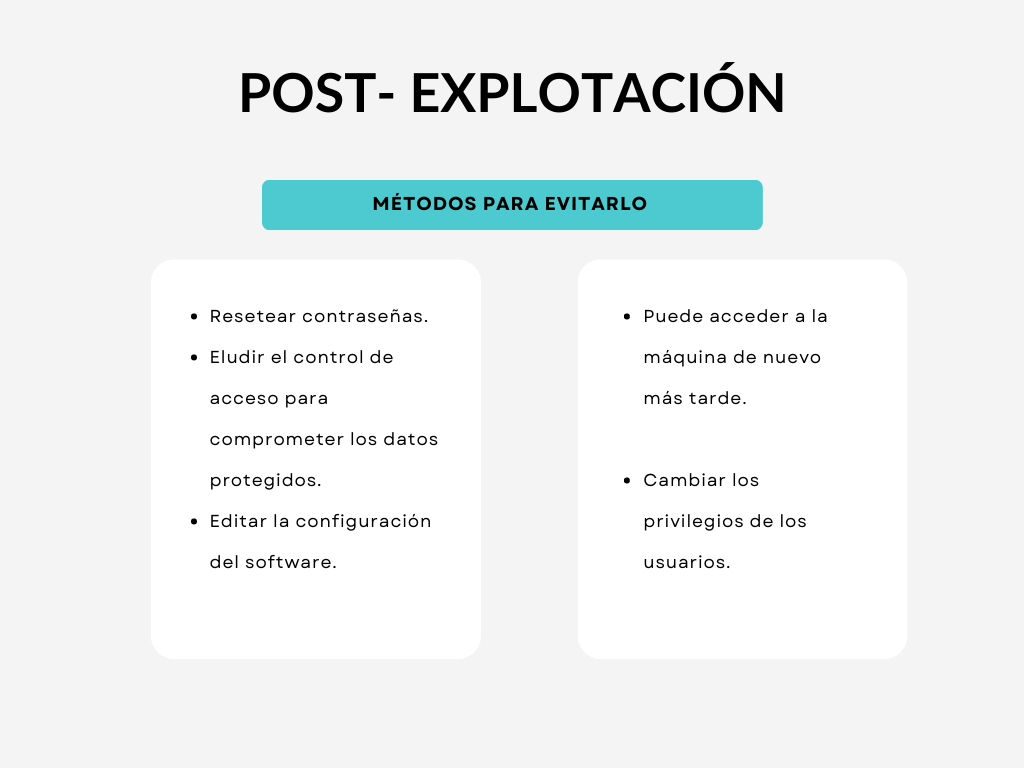 POST- EXPLOTACIÓN
MÉTODOS PARA EVITARLO
• Resetear contraseñas.
• Eludir el control de
acceso para
comprometer los datos
protegidos.
• Editar la configuración
del software.
• Puede acceder a la
máquina de nuevo
más tarde.
• Cambiar los
privilegios de los
usuarios.